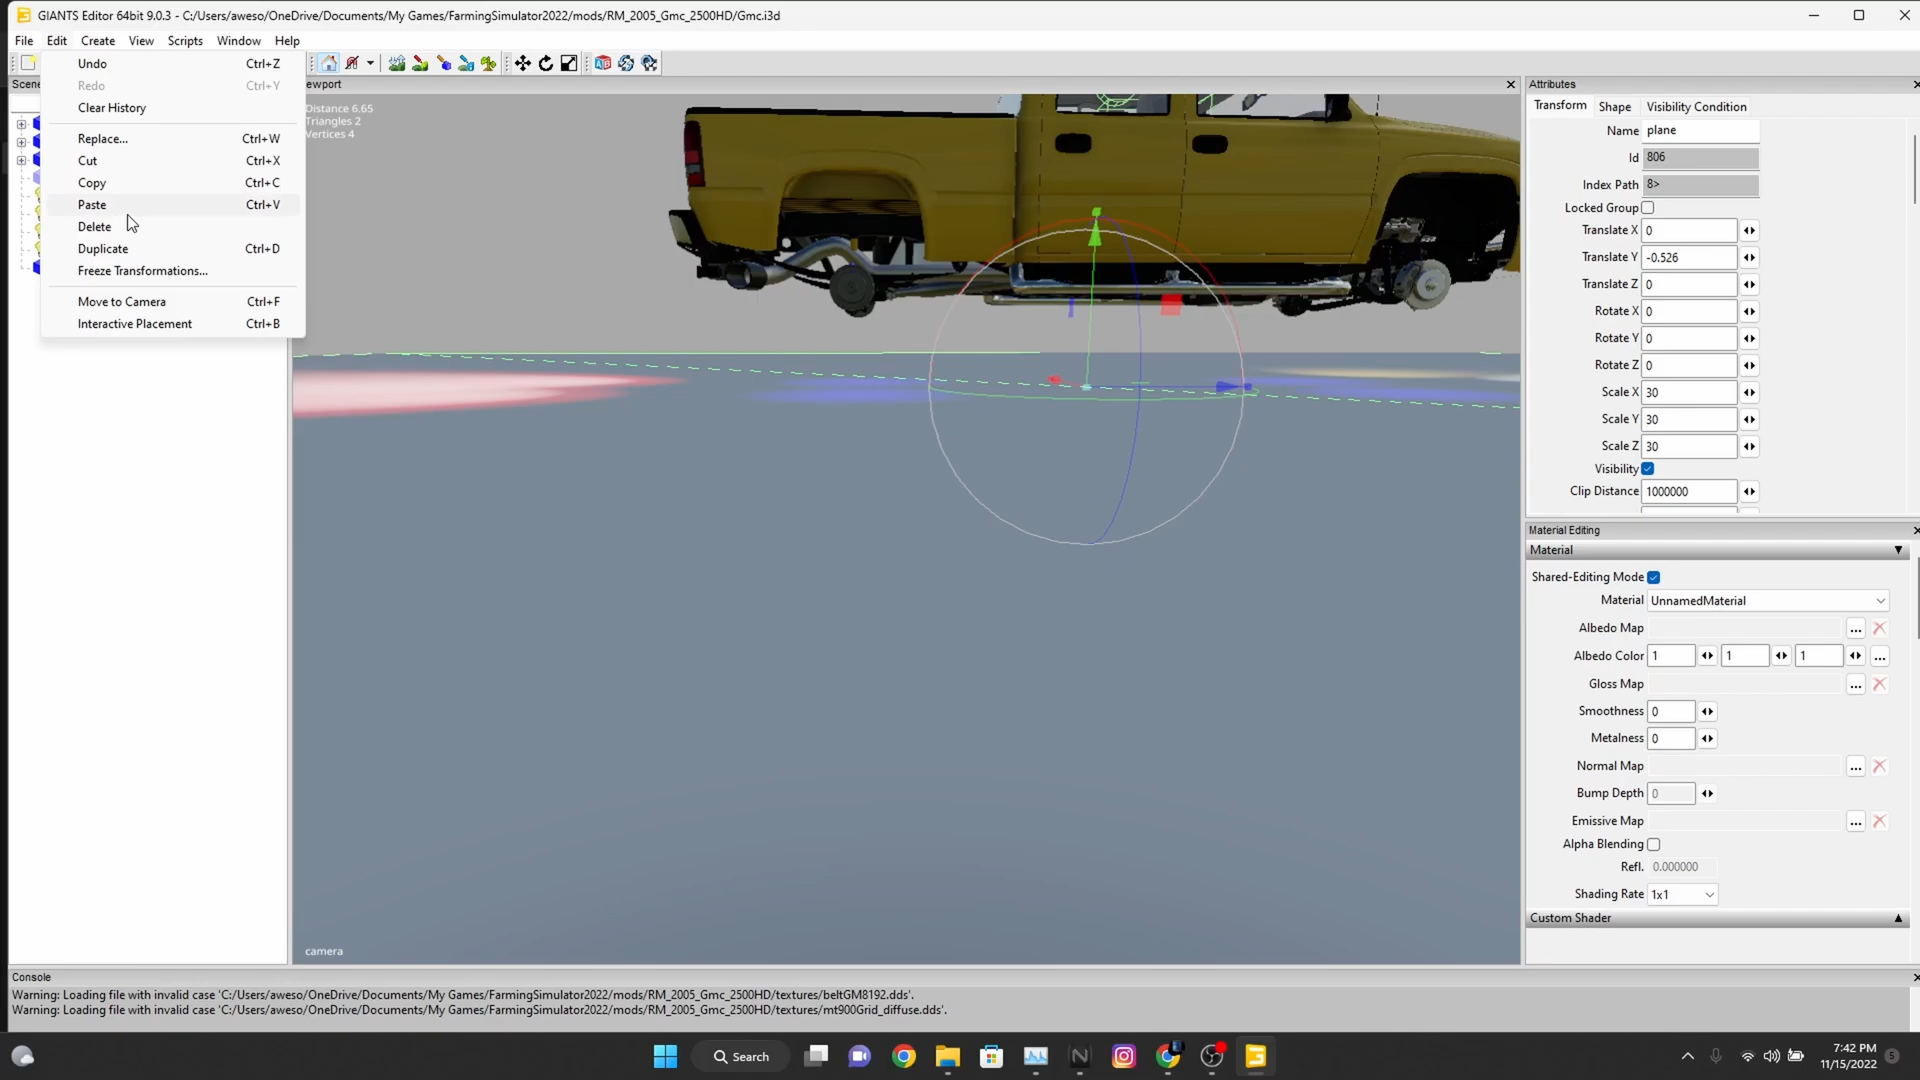 GIANTS Editor 64bit 9.0.3 - C:/Users/aweso/OneDrive/Documents/My Games/FarmingSimulator2022/mods/RM_2005_Gmc_2500HD/Gmc.i3d
File Edit Create View Scripts Window Help
Scene
Undo Ctrl+Z
Redo Ctrl+Y
Clear History
Replace... Ctrl+W
Cut Ctrl+X
Copy Ctrl+C
Paste Ctrl+V
Delete
Duplicate Ctrl+D
Freeze Transformations...
Move to Camera Ctrl+F
Interactive Placement Ctrl+B
ewport
Distance 6.65
Triangles 2
Vertices 4
camera
Attributes
Transform Shape Visibility Condition
Name plane
Id 806
Index Path 8>
Locked Group
Translate X 0
Translate Y -0.526
Translate Z 0
Rotate X 0
Rotate Y 0
Rotate Z 0
Scale X 30
Scale Y 30
Scale Z 30
Visibility
Clip Distance 1000000
Material Editing
Material
Shared-Editing Mode
Material UnnamedMaterial
Albedo Map ...
Albedo Color 1 1 1 ...
Gloss Map ...
Smoothness 0
Metalness 0
Normal Map ...
Bump Depth 0
Emissive Map ...
Alpha Blending
Refl. 0.000000
Shading Rate 1x1
Custom Shader
Console
Warning: Loading file with invalid case 'C:/Users/aweso/OneDrive/Documents/My Games/FarmingSimulator2022/mods/RM_2005_Gmc_2500HD/textures/beltGM8192.dds'.
Warning: Loading file with invalid case 'C:/Users/aweso/OneDrive/Documents/My Games/FarmingSimulator2022/mods/RM_2005_Gmc_2500HD/textures/mt900Grid_diffuse.dds'.
Search
7:42 PM
11/15/2022
5